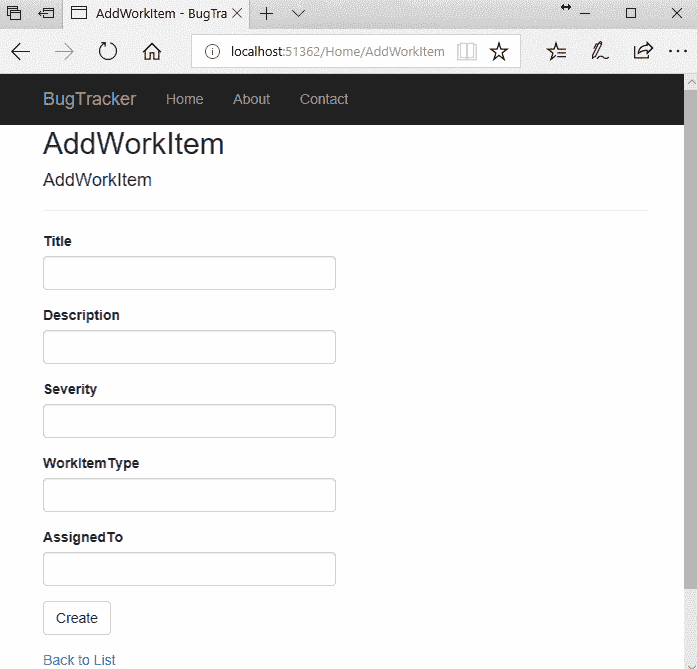 AddWorkItem - BugTra
localhost:51362/Home/AddWorkItem
BugTracker Home About Contact
AddWorkItem
AddWorkItem
Title
Description
Severity
WorkItemType
AssignedTo
Create
Back to List